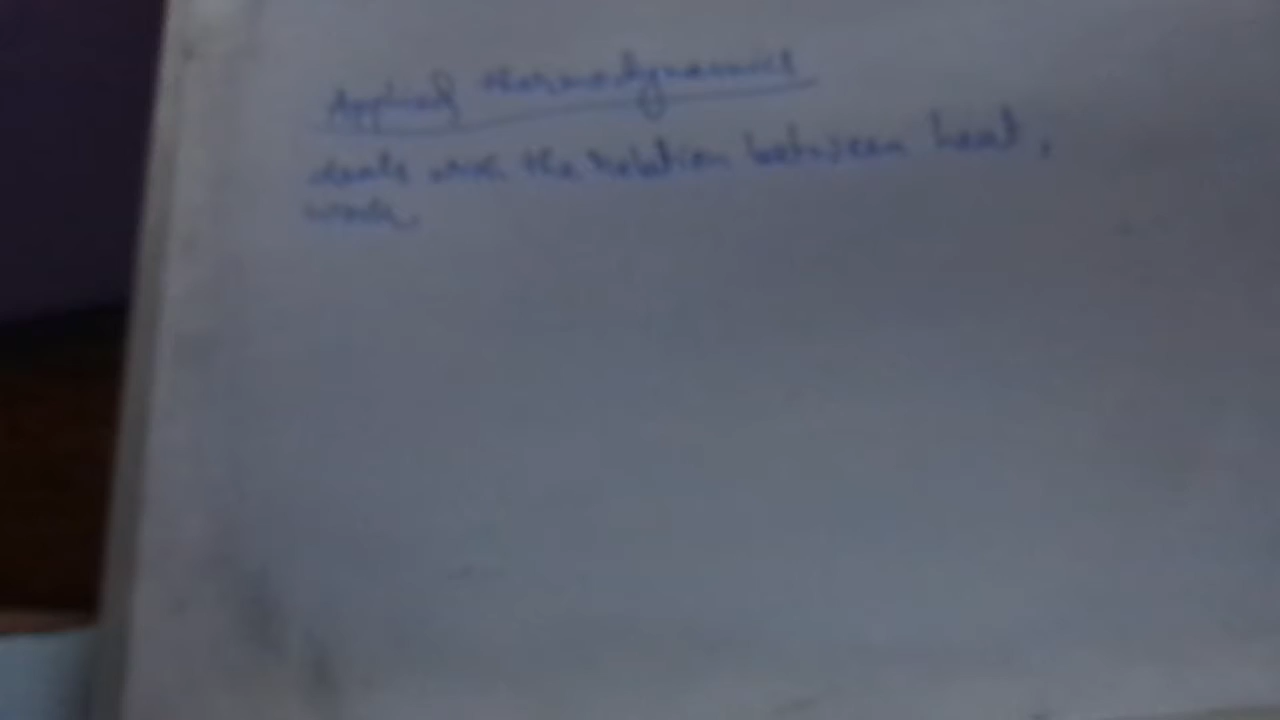 Applied thermodynamics
deals with the relation between heat,
work